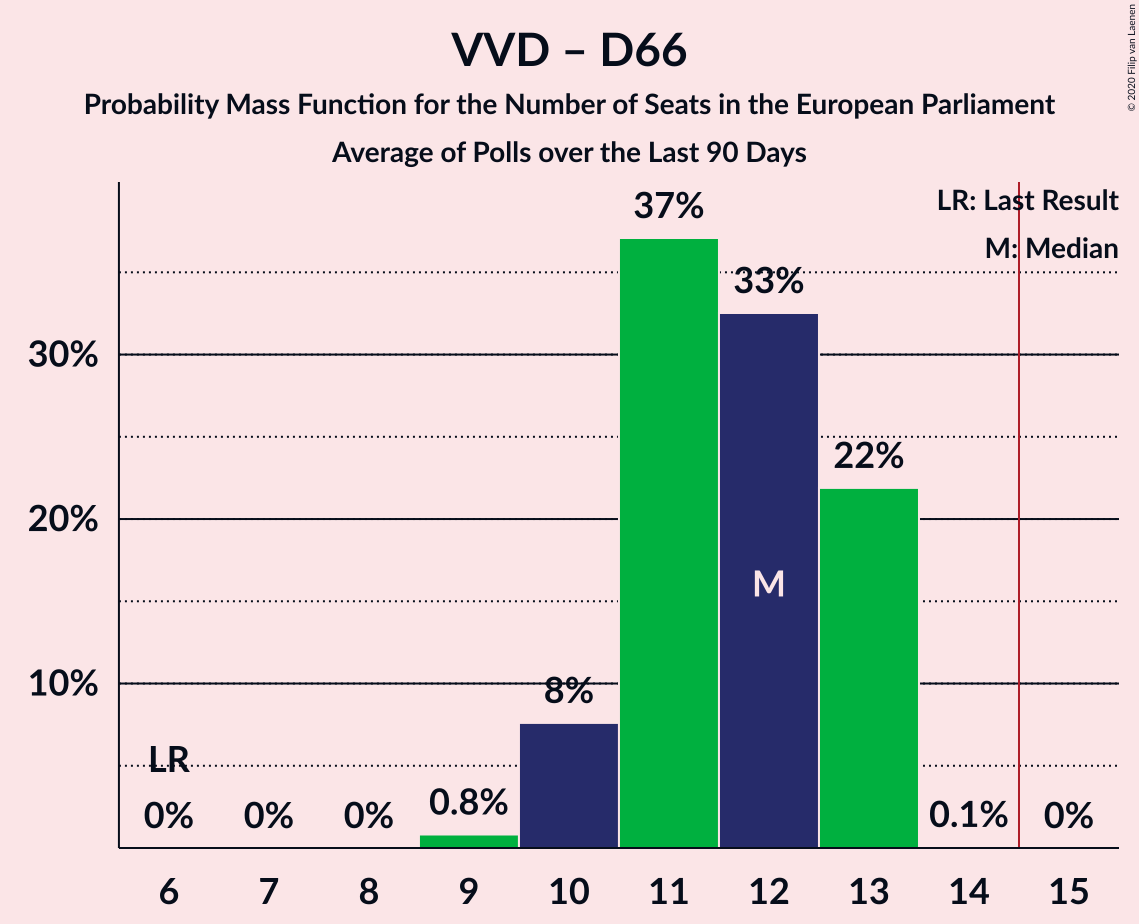 VVD – D66
Probability Mass Function for the Number of Seats in the European Parliament
Average of Polls over the Last 90 Days
© 2020 Filip van Laenen
LR: Last Result
M: Median
37%
33%
30%
22%
20%
M
10%
8%
LR
0%
0%
0%
0.8%
0.1%
0%
6 7 8 9 10 11 12 13 14 15